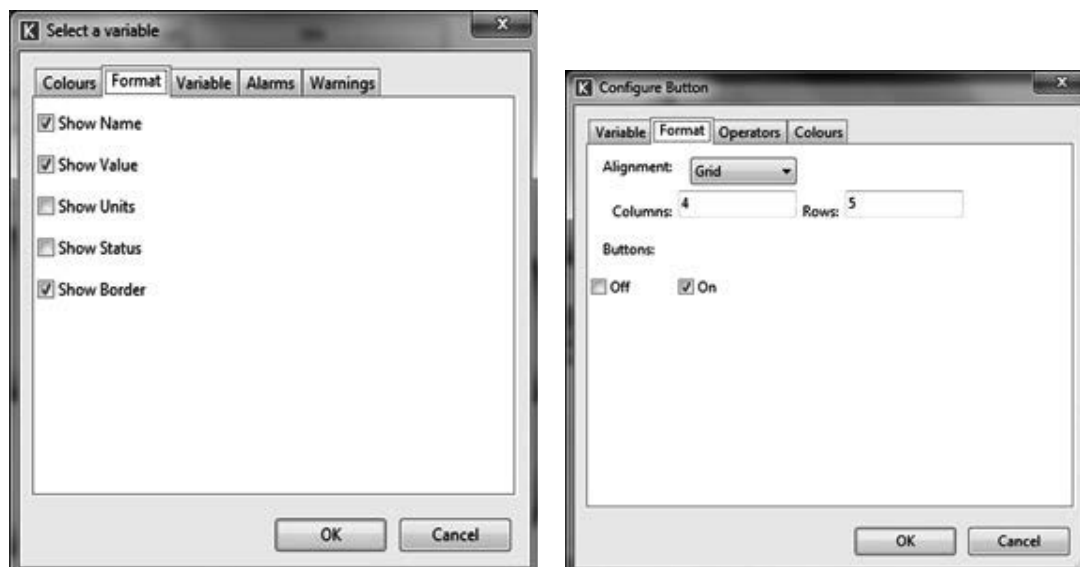 K Select a variable x
Colours Format Variable Alarms Warnings
Show Name
Show Value
Show Units
Show Status
Show Border
OK Cancel
K Configure Button x
Variable Format Operators Colours
Alignment: Grid
Columns: 4 Rows: 5
Buttons:
Off On
OK Cancel